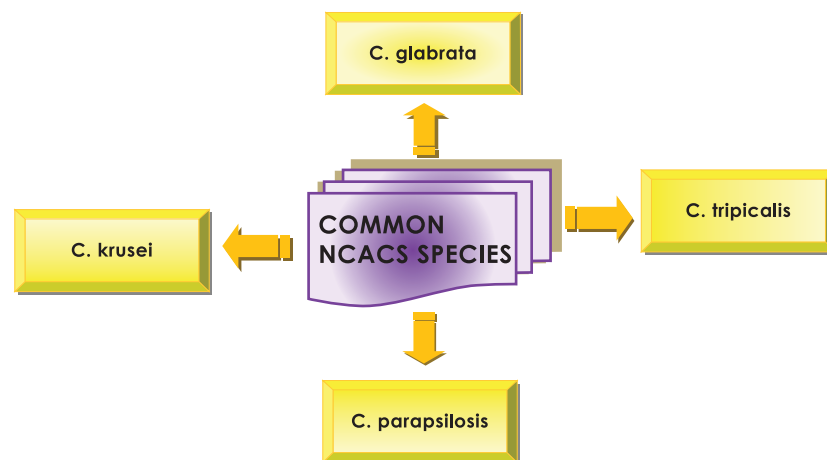 C. glabrata
C. tripicalis
COMMON
NCACS SPECIES
C. krusei
C. parapsilosis